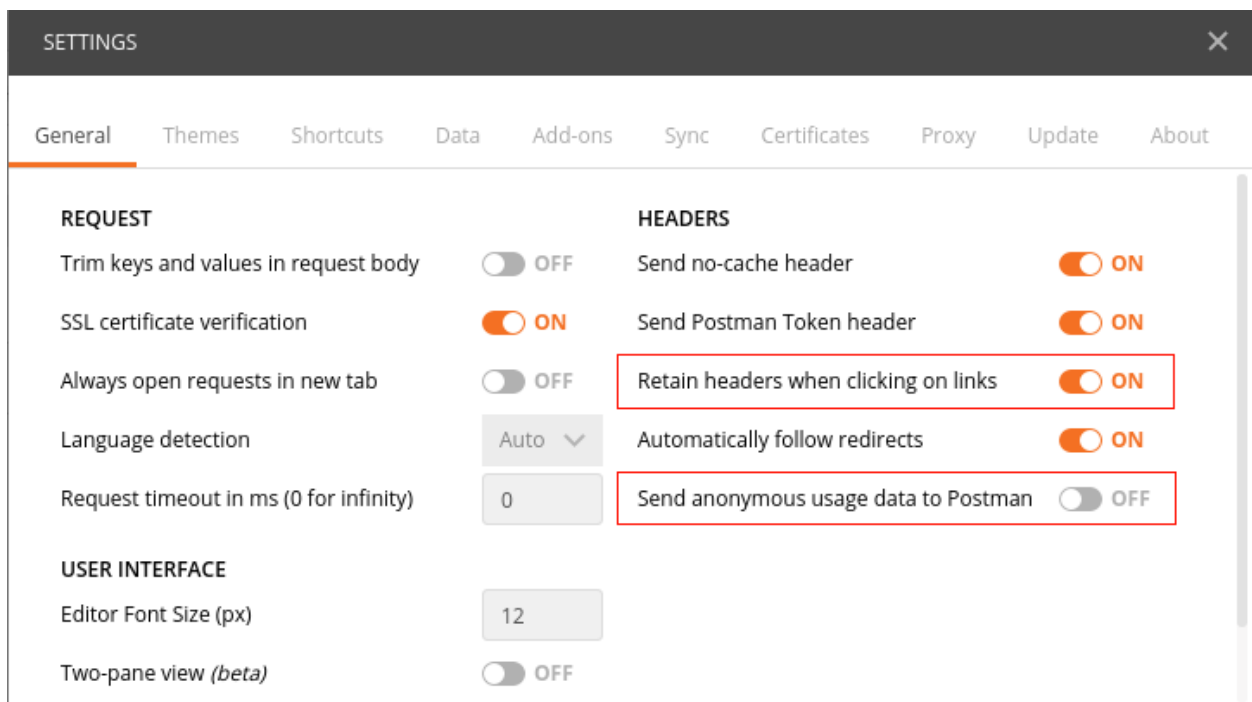 SETTINGS
General Themes Shortcuts Data Add-ons Sync Certificates Proxy Update About
REQUEST
Trim keys and values in request body OFF
SSL certificate verification ON
Always open requests in new tab OFF
Language detection Auto
Request timeout in ms (0 for infinity) 0
USER INTERFACE
Editor Font Size (px) 12
Two-pane view (beta) OFF
HEADERS
Send no-cache header ON
Send Postman Token header ON
Retain headers when clicking on links ON
Automatically follow redirects ON
Send anonymous usage data to Postman OFF